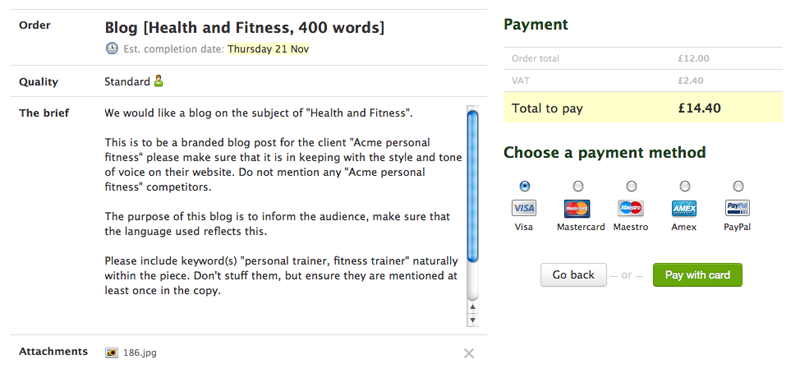 Order
Blog [Health and Fitness, 400 words]
Est. completion date: Thursday 21 Nov
Quality
Standard
The brief
We would like a blog on the subject of "Health and Fitness".
This is to be a branded blog post for the client "Acme personal
fitness" please make sure that it is in keeping with the style and tone
of voice on their website. Do not mention any "Acme personal
fitness" competitors.
The purpose of this blog is to inform the audience, make sure that
the language used reflects this.
Please include keyword(s) "personal trainer, fitness trainer" naturally
within the piece. Don't stuff them, but ensure they are mentioned at
least once in the copy.
Attachments
186.jpg
Payment
Order total £12.00
VAT £2.40
Total to pay £14.40
Choose a payment method
VISA
MasterCard
Maestro
AMEX
PayPal
Visa
Mastercard
Maestro
Amex
PayPal
Go back
or
Pay with card